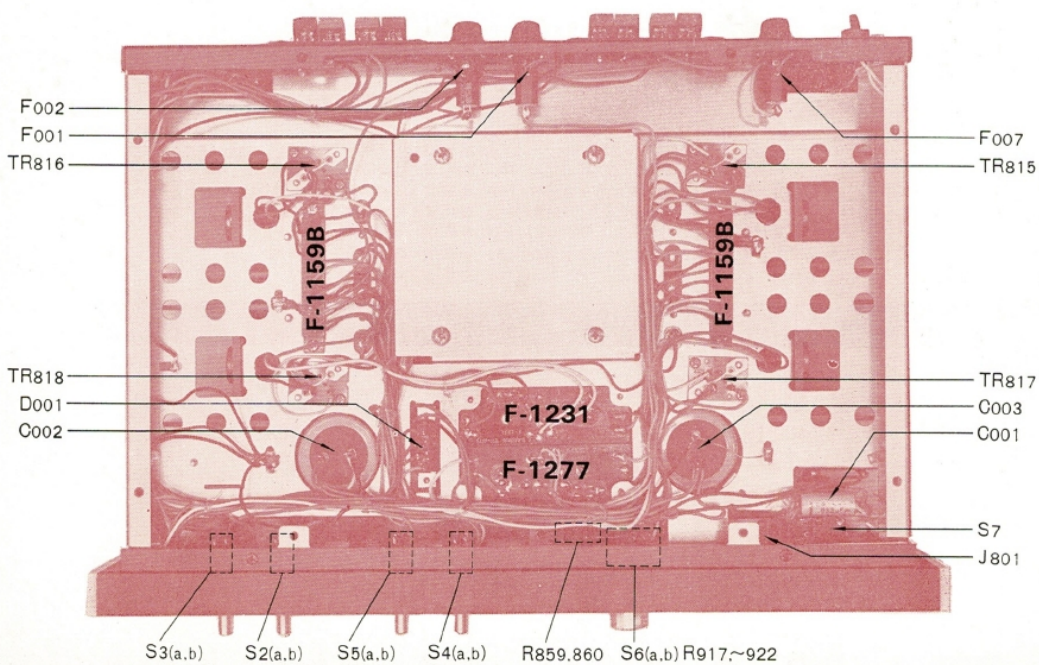 F002
F001
TR816
F007
TR815
F-1159B
F-1159B
TR818
D001
C002
TR817
C003
C001
F-1231
F-1277
S7
J801
S3(a,b)
S2(a,b)
S5(a,b)
S4(a,b)
R859.860
S6(a,b) R917.~922